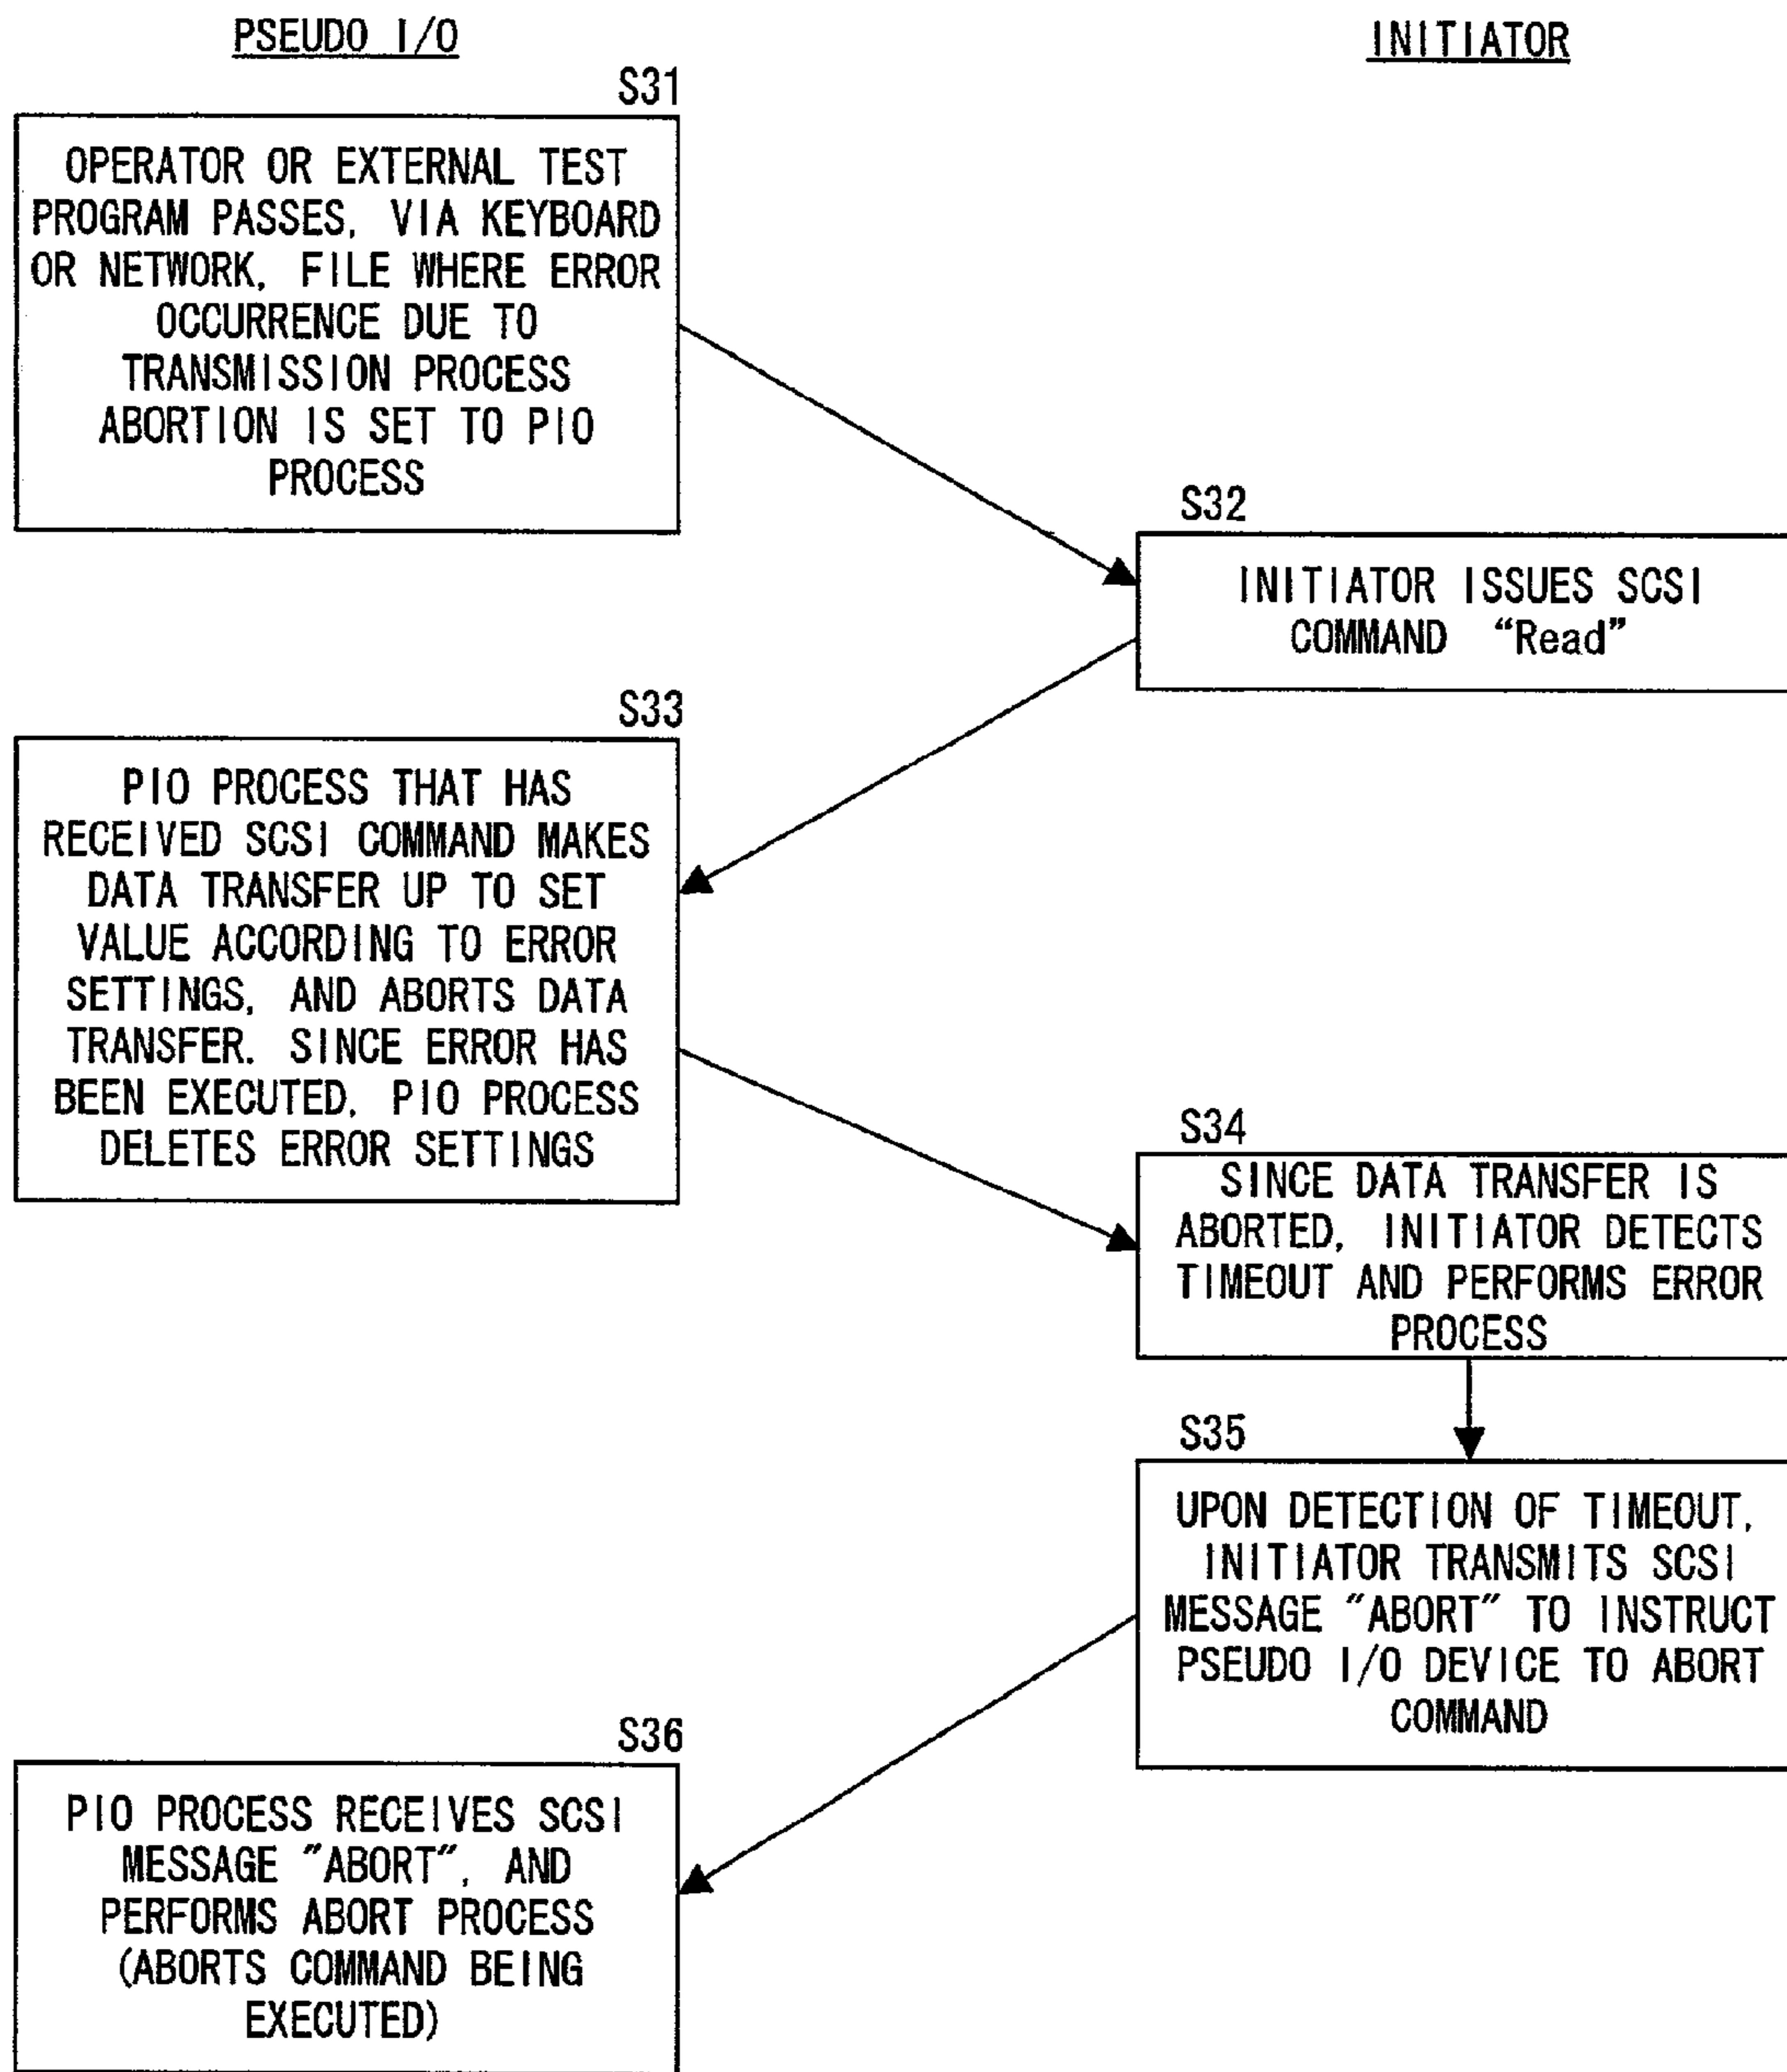 PSEUDO I/O
INITIATOR
S31
OPERATOR OR EXTERNAL TEST
PROGRAM PASSES, VIA KEYBOARD
OR NETWORK, FILE WHERE ERROR
OCCURRENCE DUE TO
TRANSMISSION PROCESS
ABORTION IS SET TO PIO
PROCESS
S32
INITIATOR ISSUES SCSI
COMMAND “Read”
S33
PIO PROCESS THAT HAS
RECEIVED SCSI COMMAND MAKES
DATA TRANSFER UP TO SET
VALUE ACCORDING TO ERROR
SETTINGS, AND ABORTS DATA
TRANSFER. SINCE ERROR HAS
BEEN EXECUTED, PIO PROCESS
DELETES ERROR SETTINGS
S34
SINCE DATA TRANSFER IS
ABORTED, INITIATOR DETECTS
TIMEOUT AND PERFORMS ERROR
PROCESS
S35
UPON DETECTION OF TIMEOUT,
INITIATOR TRANSMITS SCSI
MESSAGE "ABORT" TO INSTRUCT
PSEUDO I/O DEVICE TO ABORT
COMMAND
S36
PIO PROCESS RECEIVES SCSI
MESSAGE "ABORT", AND
PERFORMS ABORT PROCESS
(ABORTS COMMAND BEING
EXECUTED)